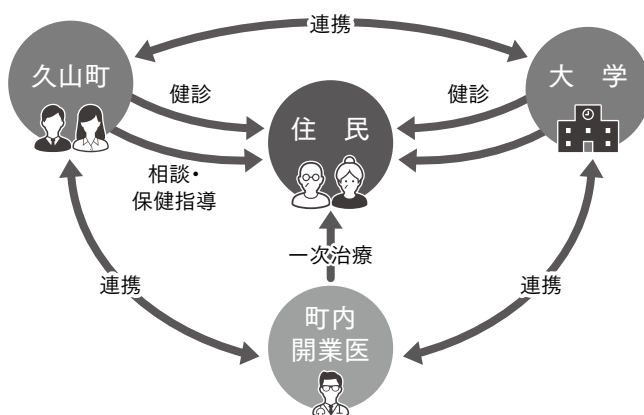 連携
久山町
大 学
健診
健診
住 民
相談・
保健指導
一次治療
連携
連携
町内
開業医